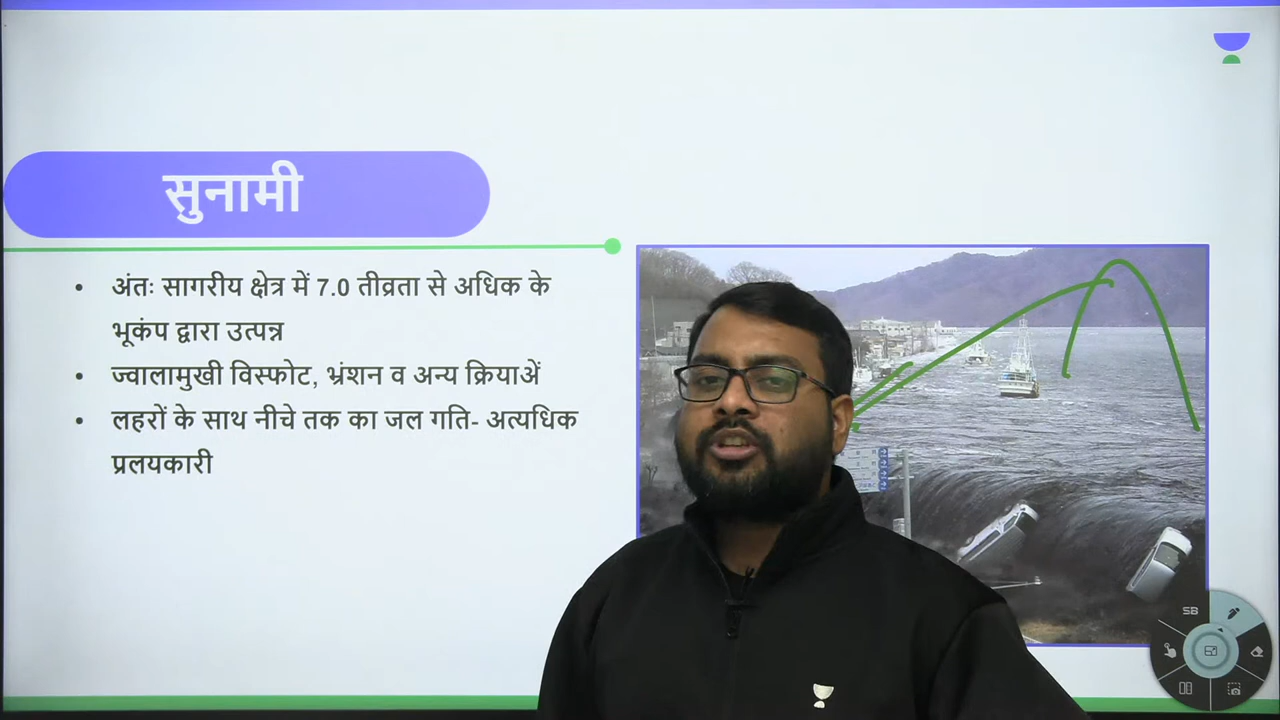 सुनामी
• अंतः सागरीय क्षेत्र में 7.0 तीव्रता से अधिक के
भूकंप द्वारा उत्पन्न
• ज्वालामुखी विस्फोट, भ्रंशन व अन्य क्रियाओं
• लहरों के साथ नीचे तक का जल गति- अत्यधिक
प्रलयकारी
SB